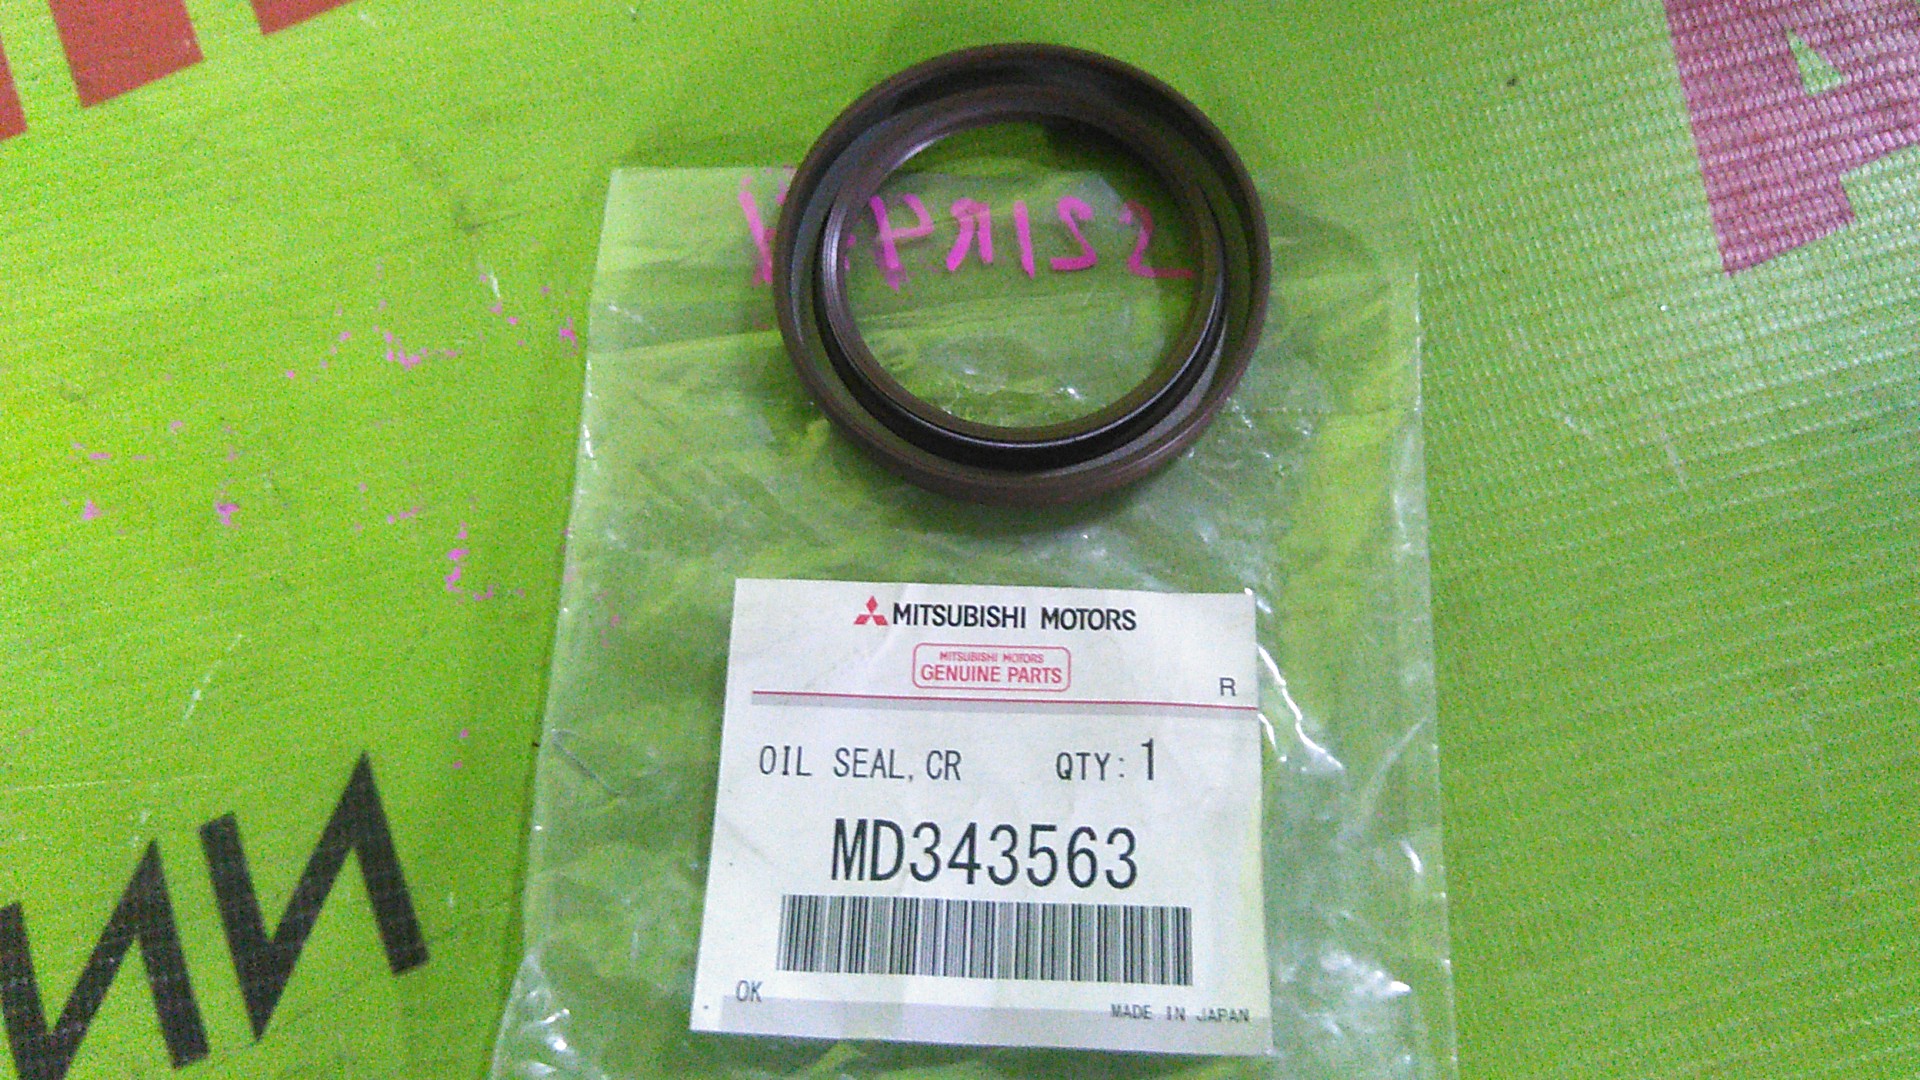 MITSUBISHI MOTORS
MITSUBISHI MOTORS
GENUINE PARTS
R
OIL SEAL, CR QTY: 1
MD343563
OK
MADE IN JAPAN